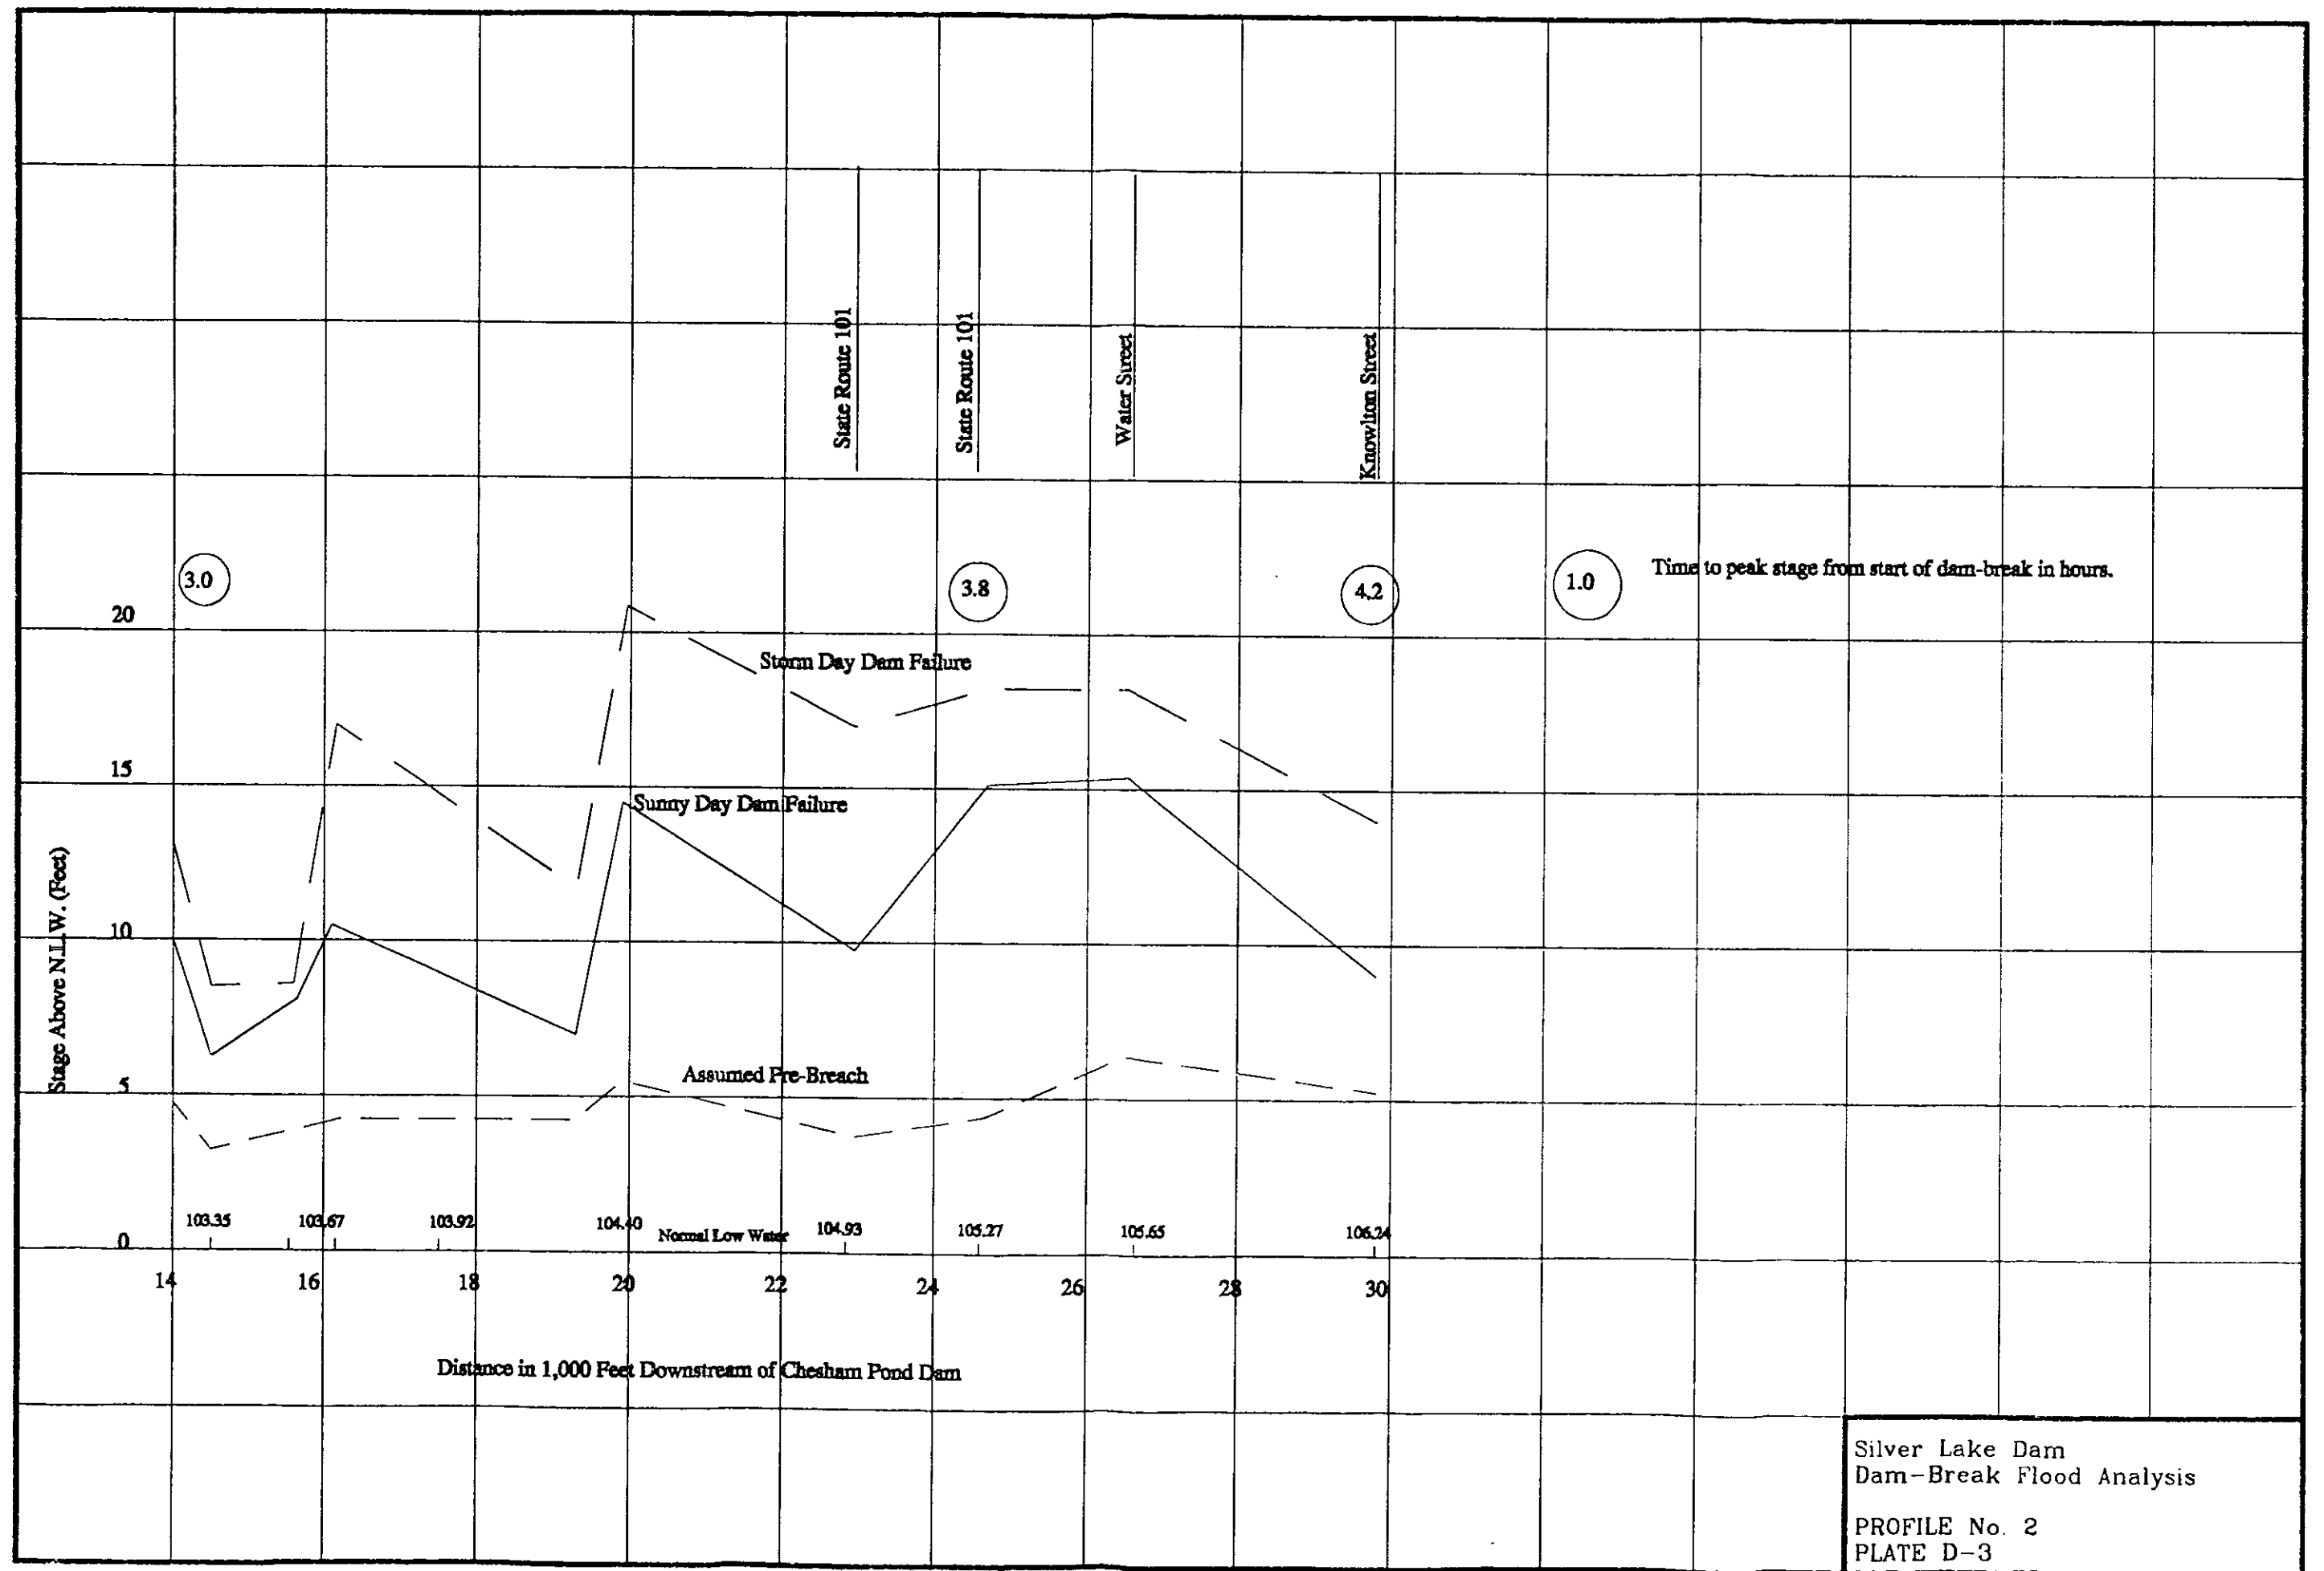 State Route 101
State Route 101
Water Street
Knowlton Street
3.0
3.8
4.2
1.0
Time to peak stage from start of dam-break in hours.
20
Storm Day Dam Failure
15
Sunny Day Dam Failure
Stage Above N.L.W. (Feet)
10
Assumed Pre-Breach
5
103.35
103.67
103.92
104.40
Normal Low Water
104.93
105.27
105.65
106.24
0
14
16
18
20
22
24
26
28
30
Distance in 1,000 Feet Downstream of Chesham Pond Dam
Silver Lake Dam
Dam-Break Flood Analysis
PROFILE No. 2
PLATE D-3